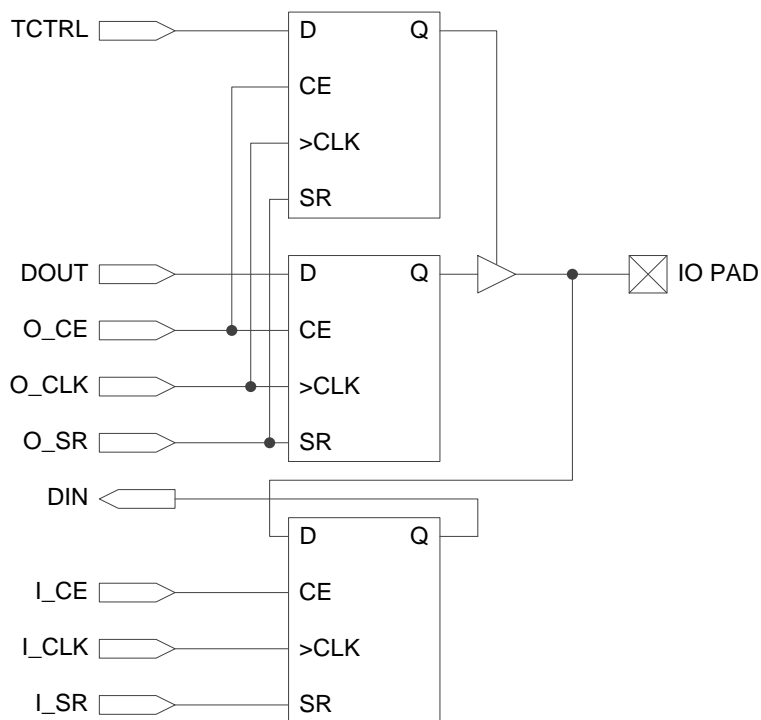 TCTRL D Q
CE
>CLK
SR
DOUT D Q IO PAD
O_CE CE
O_CLK >CLK
O_SR SR
DIN
D Q
I_CE CE
I_CLK >CLK
I_SR SR